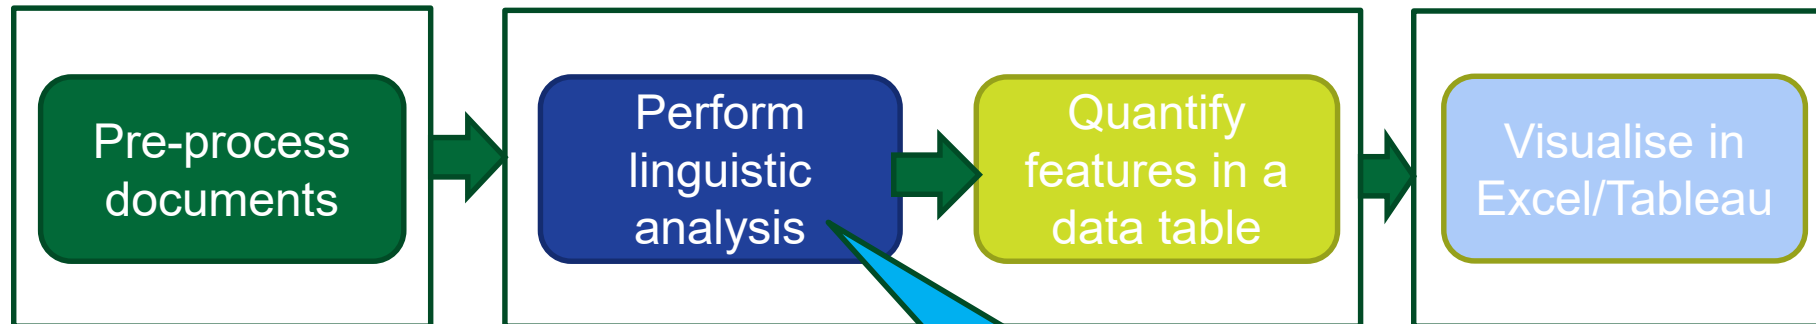 Pre-process
documents
Perform
linguistic
analysis
Quantify
features in a
data table
Visualise in
Excel/Tableau